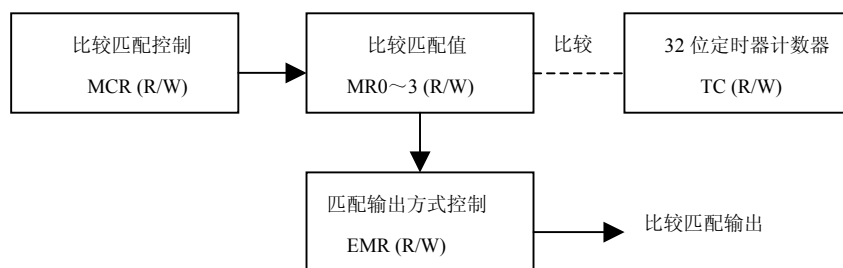 比较匹配控制
MCR (R/W)
比较匹配值
MR0～3 (R/W)
比较
32 位定时器计数器
TC (R/W)
匹配输出方式控制
EMR (R/W)
比较匹配输出